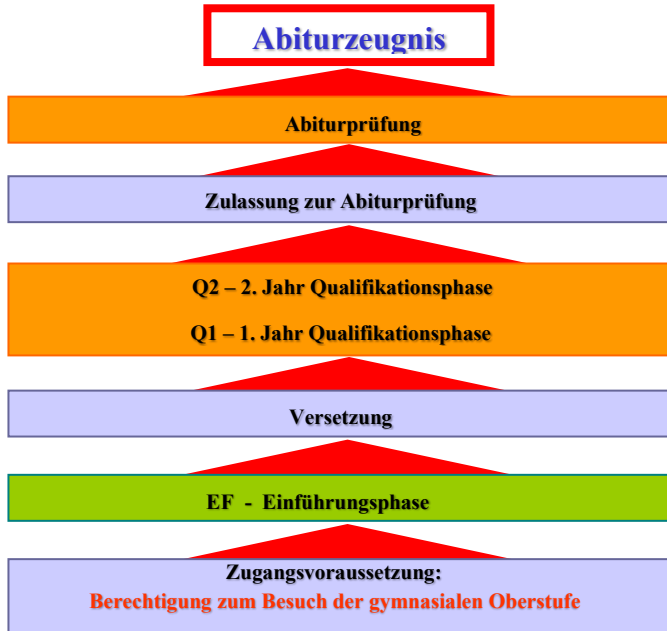 Abiturzeugnis
Abiturprüfung
Zulassung zur Abiturprüfung
Q2 – 2. Jahr Qualifikationsphase
Q1 – 1. Jahr Qualifikationsphase
Versetzung
EF - Einführungsphase
Zugangsvoraussetzung:
Berechtigung zum Besuch der gymnasialen Oberstufe